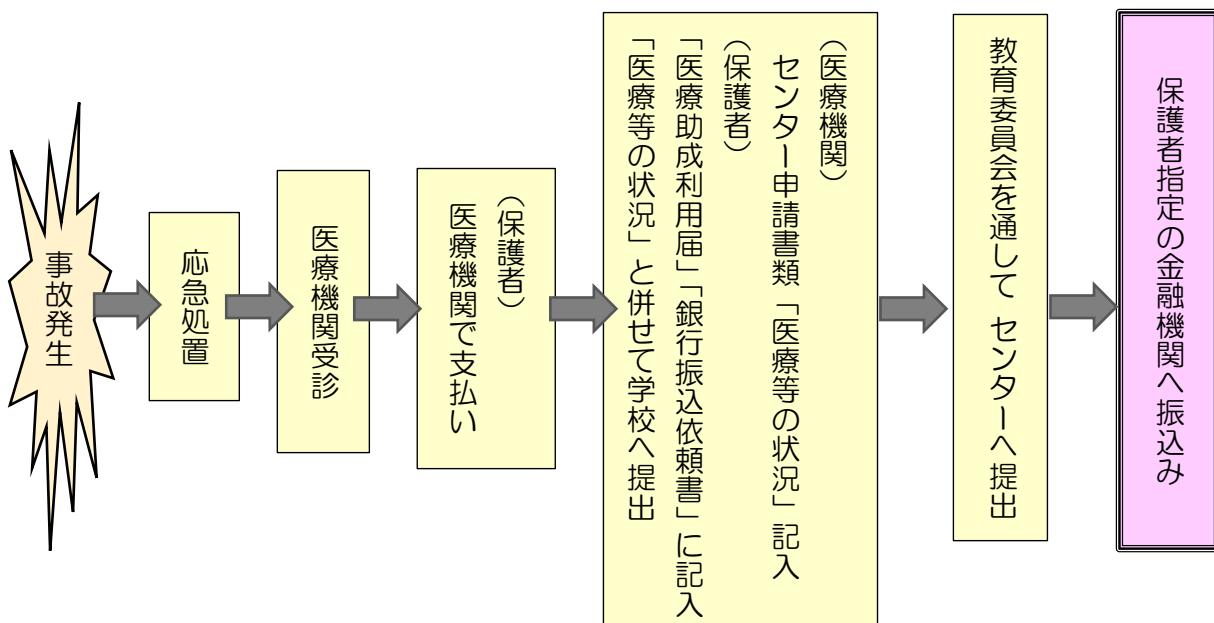 事故発生
応急処置
医療機関受診
(保護者)
医療機関で支払い
(医療機関)
センター申請書類「医療等の状況」記入
(保護者)
「医療助成利用届」「銀行振込依頼書」に記入
「医療等の状況」と併せて学校へ提出
教育委員会を通して センターへ提出
保護者指定の金融機関へ振込み